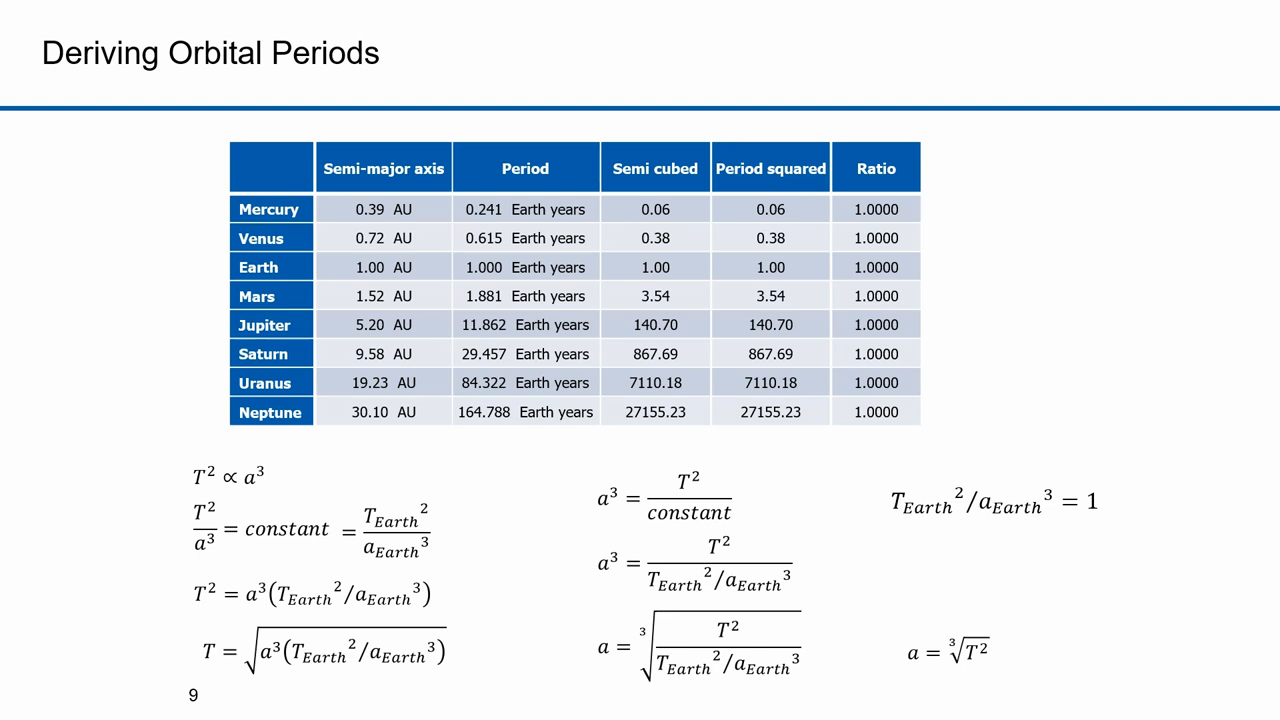 Deriving Orbital Periods
Semi-major axis Period Semi cubed Period squared Ratio
Mercury 0.39 AU 0.241 Earth years 0.06 0.06 1.0000
Venus 0.72 AU 0.615 Earth years 0.38 0.38 1.0000
Earth 1.00 AU 1.000 Earth years 1.00 1.00 1.0000
Mars 1.52 AU 1.881 Earth years 3.54 3.54 1.0000
Jupiter 5.20 AU 11.862 Earth years 140.70 140.70 1.0000
Saturn 9.58 AU 29.457 Earth years 867.69 867.69 1.0000
Uranus 19.23 AU 84.322 Earth years 7110.18 7110.18 1.0000
Neptune 30.10 AU 164.788 Earth years 27155.23 27155.23 1.0000
T² ∝ a³
T²/a³ = constant = T_Earth²/a_Earth³
T² = a³(T_Earth²/a_Earth³)
T = √(a³(T_Earth²/a_Earth³))
a³ = T²/constant
a³ = T²/(T_Earth²/a_Earth³)
a = ∛(T²/(T_Earth²/a_Earth³))
T_Earth²/a_Earth³ = 1
a = ∛T²
9